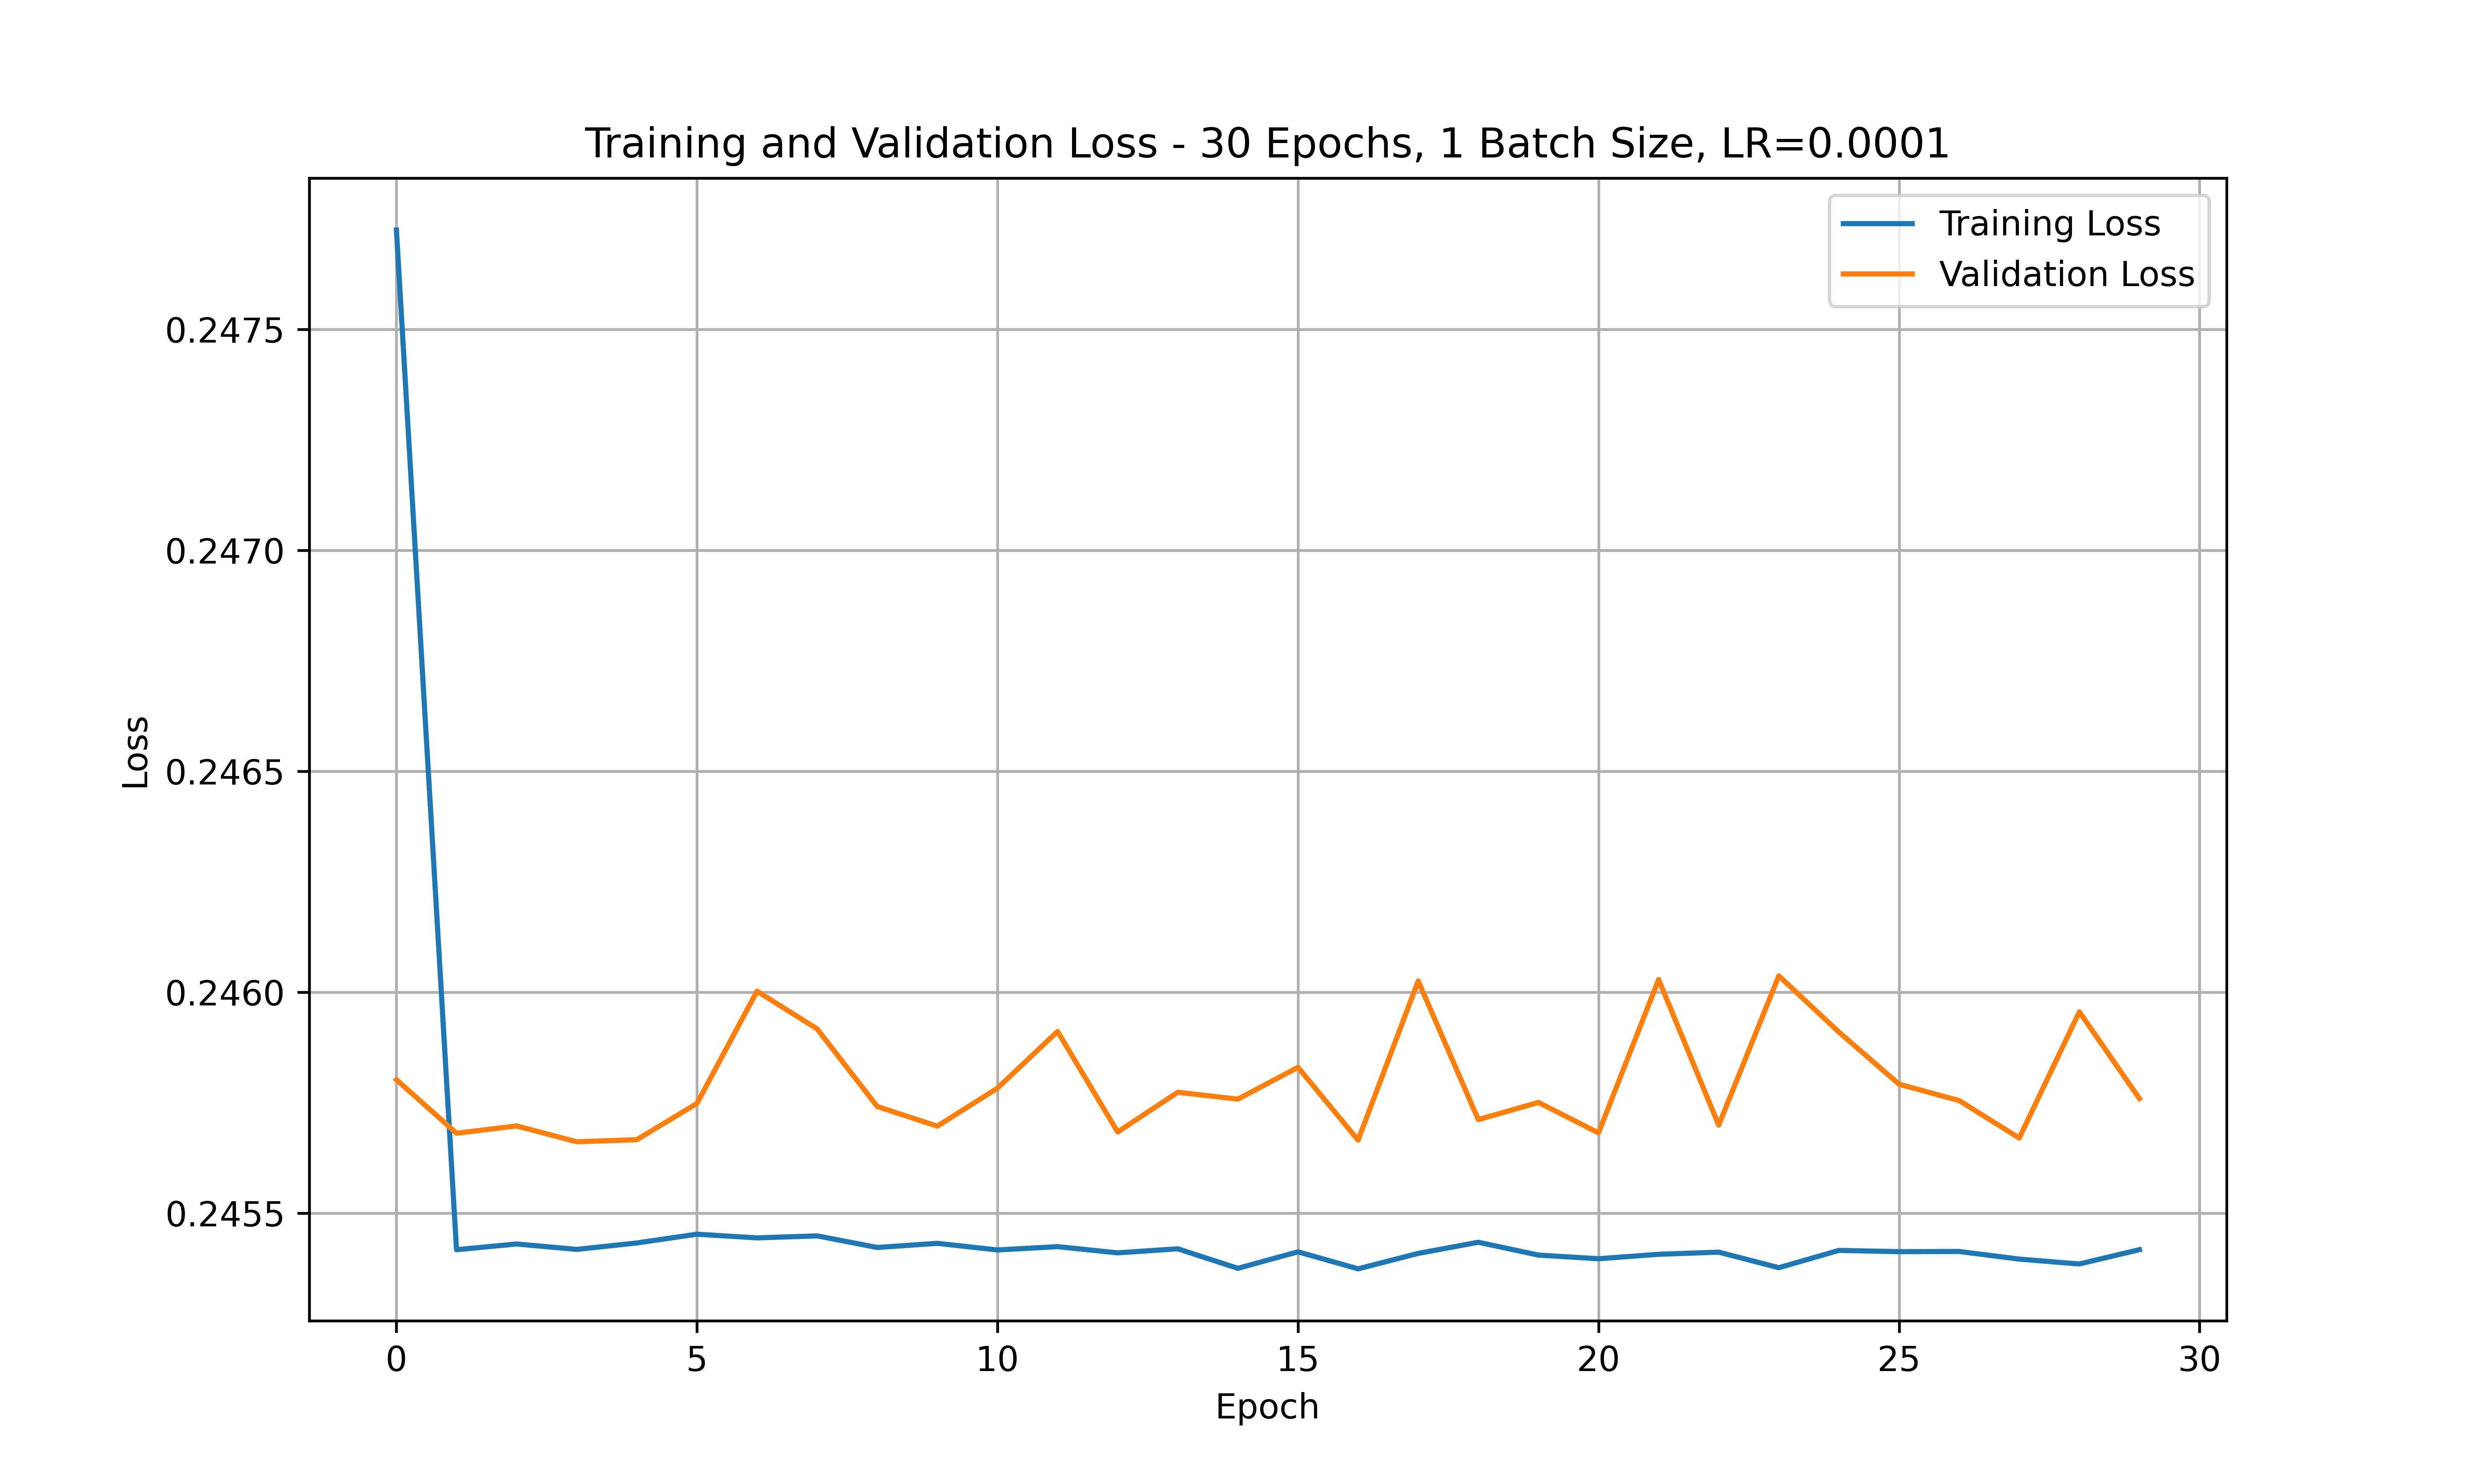 Training and Validation Loss - 30 Epochs, 1 Batch Size, LR=0.0001
Training Loss
Validation Loss
0.2475
0.2470
0.2465
0.2460
0.2455
Loss
0 5 10 15 20 25 30
Epoch